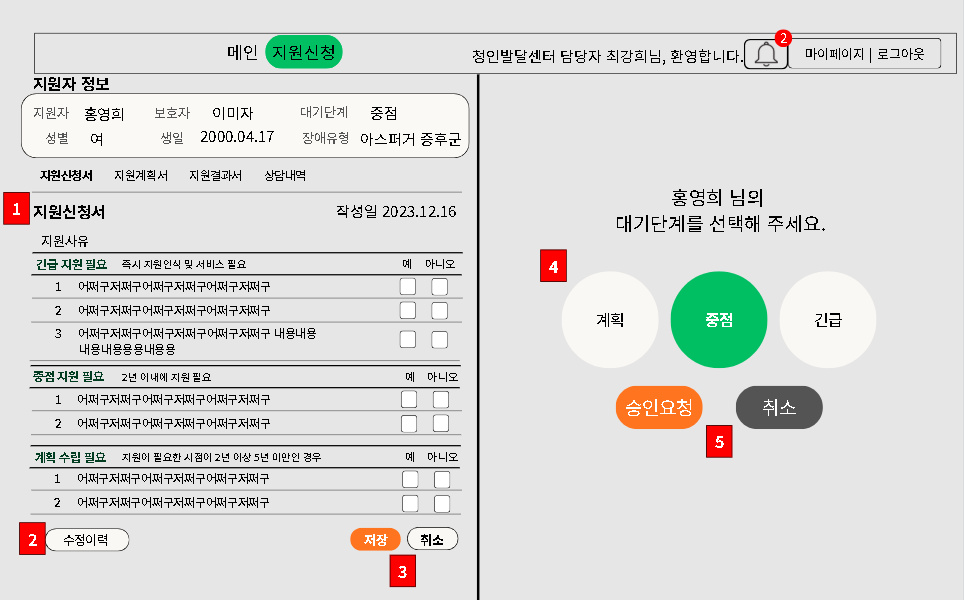 메인 지원신청 청인발달센터 담당자 최강희님, 환영합니다. 2 마이페이지 | 로그아웃
지원자 정보
지원자 홍영희 보호자 이미자 대기단계 중점
성별 여 생일 2000.04.17 장애유형 아스퍼거 증후군
지원신청서 지원계획서 지원결과서 상담내역
1 지원신청서 작성일 2023.12.16
지원사유
긴급 지원 필요 즉시 지원인식 및 서비스 필요 예 아니오
1 어쩌구저쩌구어쩌구저쩌구어쩌구저쩌구
2 어쩌구저쩌구어쩌구저쩌구어쩌구저쩌구
3 어쩌구저쩌구어쩌구저쩌구어쩌구저쩌구 내용내용
내용내용용용내용용
중점 지원 필요 2년 이내에 지원 필요 예 아니오
1 어쩌구저쩌구어쩌구저쩌구어쩌구저쩌구
2 어쩌구저쩌구어쩌구저쩌구어쩌구저쩌구
계획 수립 필요 지원이 필요한 시점이 2년 이상 5년 미만인 경우 예 아니오
1 어쩌구저쩌구어쩌구저쩌구어쩌구저쩌구
2 어쩌구저쩌구어쩌구저쩌구어쩌구저쩌구
2 수정이력 저장 취소
3
홍영희 님의
대기단계를 선택해 주세요.
4
계획 중점 긴급
승인요청 취소
5